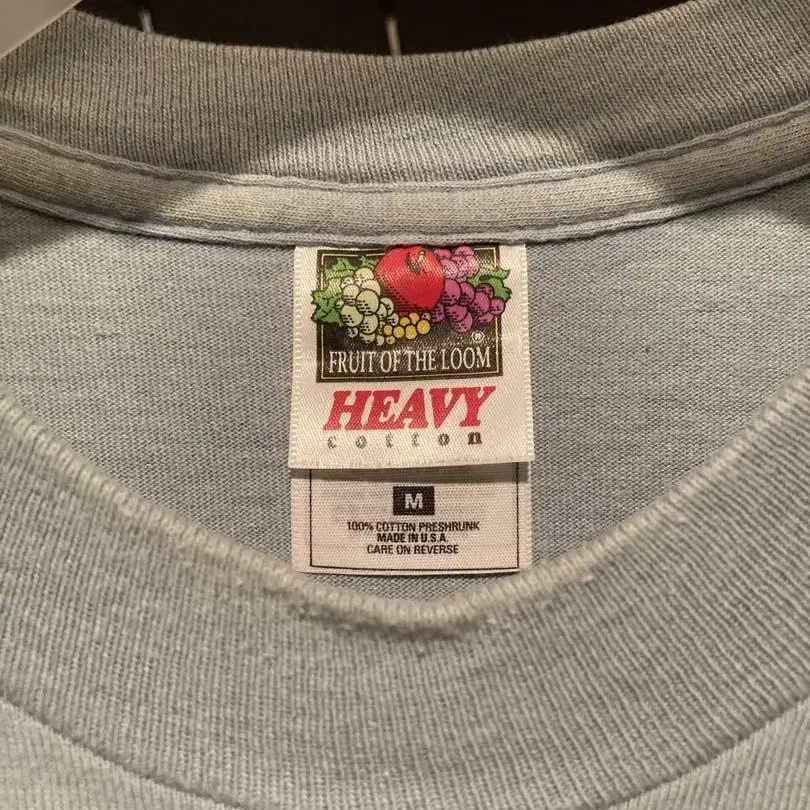 ®
FRUIT OF THE LOOM
HEAVY
cotton
M
100% COTTON PRESHRUNK
MADE IN U.S.A.
CARE ON REVERSE